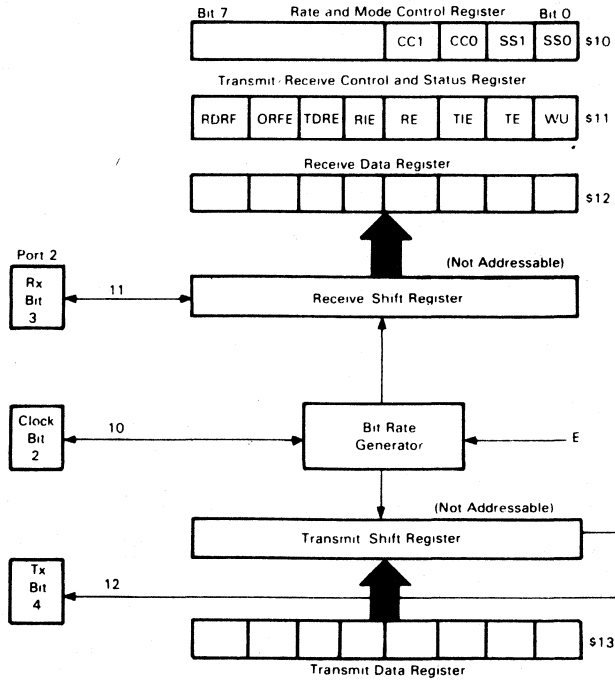 Bit 7 Rate and Mode Control Register Bit 0
CC1 CC0 SS1 SS0 $10
Transmit Receive Control and Status Register
RDRF ORFE TDRE RIE RE TIE TE WU $11
Receive Data Register
$12
Port 2
(Not Addressable)
Rx
Bit
3
11
Receive Shift Register
Clock
Bit
2
10
Bit Rate
Generator
E
(Not Addressable)
Transmit Shift Register
Tx
Bit
4
12
$13
Transmit Data Register